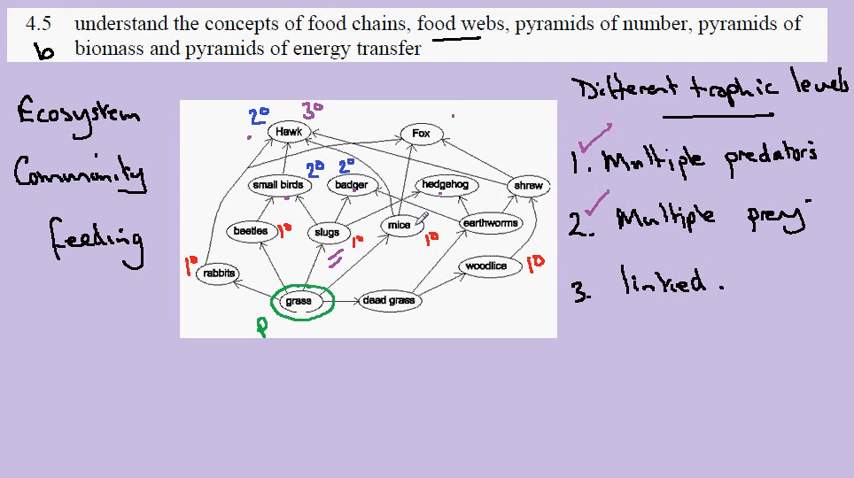 4.5 understand the concepts of food chains, food webs, pyramids of number, pyramids of
b biomass and pyramids of energy transfer
Ecosystem
Community
feeding
2° 3°
Hawk
Fox
small birds 2°
2°
badger
hedgehog
shrew
beetles 1°
slugs 1°
mice 1°
earthworms
1° rabbits
woodlice 1°
grass
dead grass
P
Different trophic levels
1. Multiple predators
2. Multiple prey
3. linked.